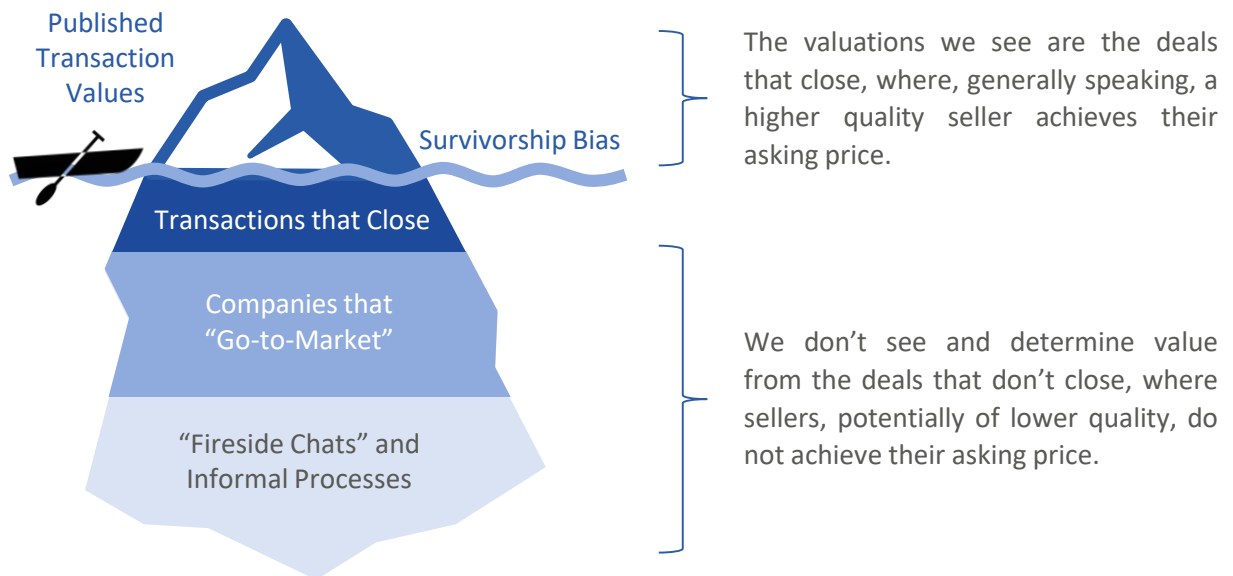 Published
Transaction
Values
Survivorship Bias
Transactions that Close
Companies that
“Go-to-Market”
“Fireside Chats” and
Informal Processes
The valuations we see are the deals
that close, where, generally speaking, a
higher quality seller achieves their
asking price.
We don’t see and determine value
from the deals that don’t close, where
sellers, potentially of lower quality, do
not achieve their asking price.